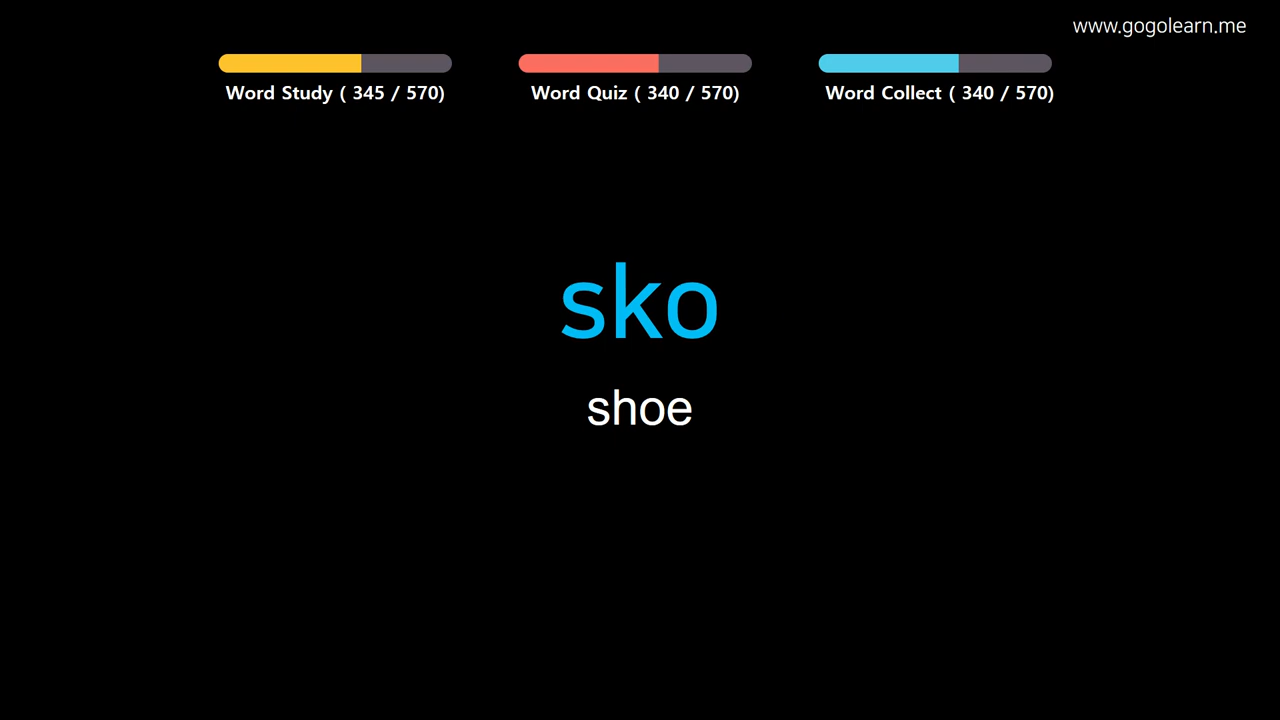 www.gogolearn.me
Word Study ( 345 / 570)
Word Quiz ( 340 / 570)
Word Collect ( 340 / 570)
sko
shoe